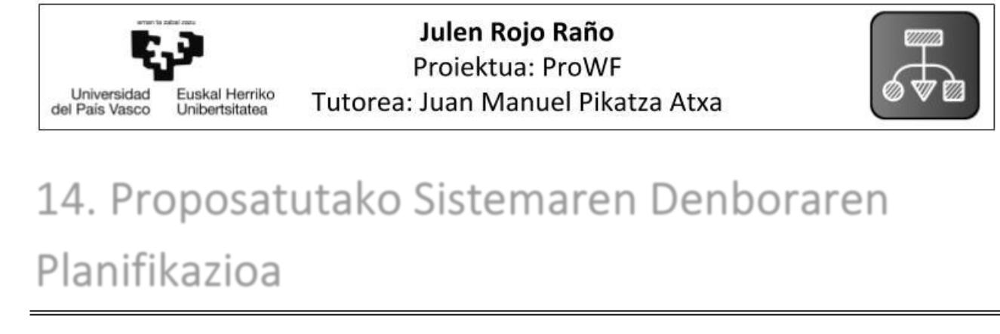 eman ta zabal zazu
Universidad
del País Vasco
Euskal Herriko
Unibertsitatea
Julen Rojo Raño
Proiektua: ProWF
Tutorea: Juan Manuel Pikatza Atxa
14. Proposatutako Sistemaren Denboraren
Planifikazioa